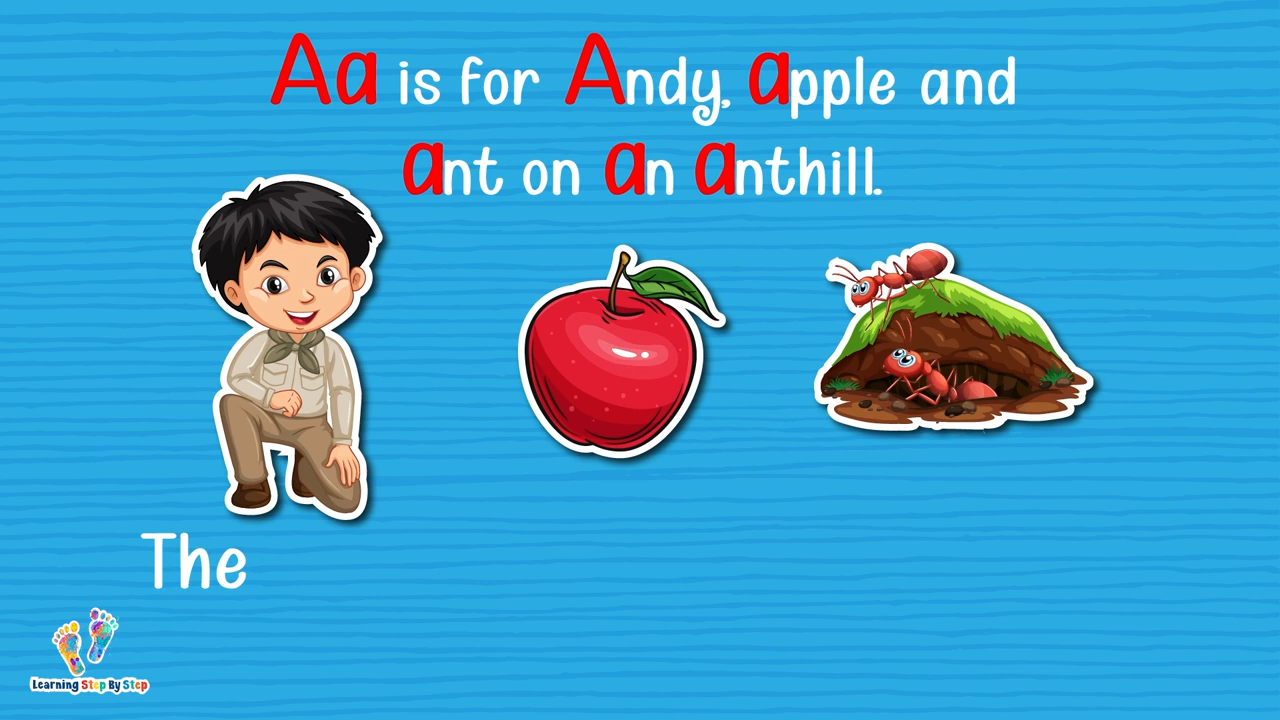 Aa is for Andy, apple and
ant on an anthill.
The
Learning Step By Step